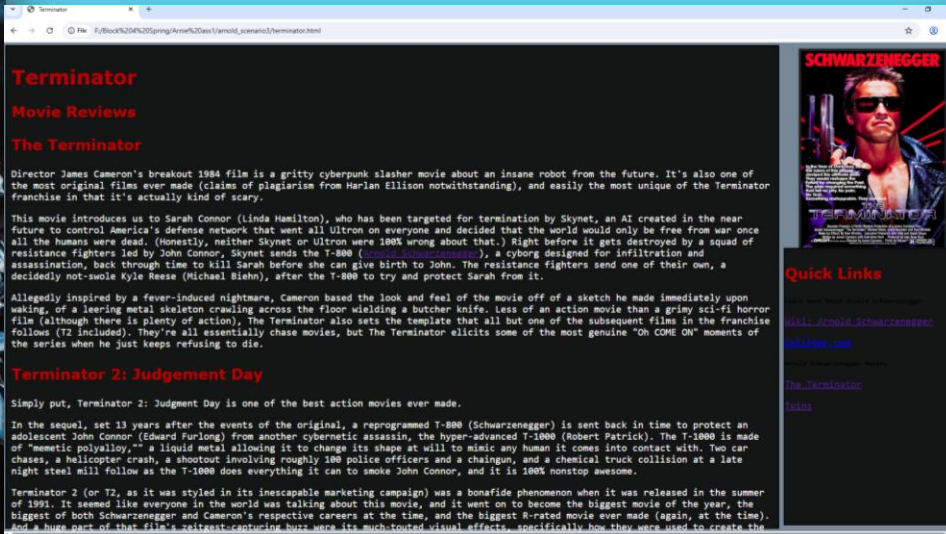 Terminator
File F:/Block%204%20Spring/Arnie%20ass1/arnold_scenario3/terminator.html
Terminator
Movie Reviews
The Terminator
Director James Cameron's breakout 1984 film is a gritty cyberpunk slasher movie about an insane robot from the future. It's also one of
the most original films ever made (claims of plagiarism from Harlan Ellison notwithstanding), and easily the most unique of the Terminator
franchise in that it's actually kind of scary.
This movie introduces us to Sarah Connor (Linda Hamilton), who has been targeted for termination by Skynet, an AI created in the near
future to control America's defense network that went all Ultron on everyone and decided that the world would only be free from war once
all the humans were dead. (Honestly, neither Skynet or Ultron were 100% wrong about that.) Right before it gets destroyed by a squad of
resistance fighters led by John Connor, Skynet sends the T-800 (Arnold Schwarzenegger), a cyborg designed for infiltration and
assassination, back through time to kill Sarah before she can give birth to John. The resistance fighters send one of their own, a
decidedly not-swole Kyle Reese (Michael Biehn), after the T-800 to try and protect Sarah from it.
Allegedly inspired by a fever-induced nightmare, Cameron based the look and feel of the movie off of a sketch he made immediately upon
waking, of a leering metal skeleton crawling across the floor wielding a butcher knife. Less of an action movie than a grimy sci-fi horror
film (although there is plenty of action), The Terminator also sets the template that all but one of the subsequent films in the franchise
follows (T2 included). They're all essentially chase movies, but The Terminator elicits some of the most genuine "Oh COME ON" moments of
the series when he just keeps refusing to die.
Terminator 2: Judgement Day
Simply put, Terminator 2: Judgment Day is one of the best action movies ever made.
In the sequel, set 13 years after the events of the original, a reprogrammed T-800 (Schwarzenegger) is sent back in time to protect an
adolescent John Connor (Edward Furlong) from another cybernetic assassin, the hyper-advanced T-1000 (Robert Patrick). The T-1000 is made
of "memetic polyalloy,"" a liquid metal allowing it to change its shape at will to mimic any human it comes into contact with. Two car
chases, a helicopter crash, a shootout involving roughly 100 police officers and a chaingun, and a chemical truck collision at a late
night steel mill follow as the T-1000 does everything it can to smoke John Connor, and it is 100% nonstop awesome.
Terminator 2 (or T2, as it was styled in its inescapable marketing campaign) was a bonafide phenomenon when it was released in the summer
of 1991. It seemed like everyone in the world was talking about this movie, and it went on to become the biggest movie of the year, the
biggest of both Schwarzenegger and Cameron's respective careers at the time, and the biggest R-rated movie ever made (again, at the time).
And a huge part of that film's zeitgest-capturing buzz were its much-touted visual effects, specifically how they were used to create the
SCHWARZENEGGER
TERMINATOR
Quick Links
Wiki: Arnold Schwarzenegger
The Terminator
Twins